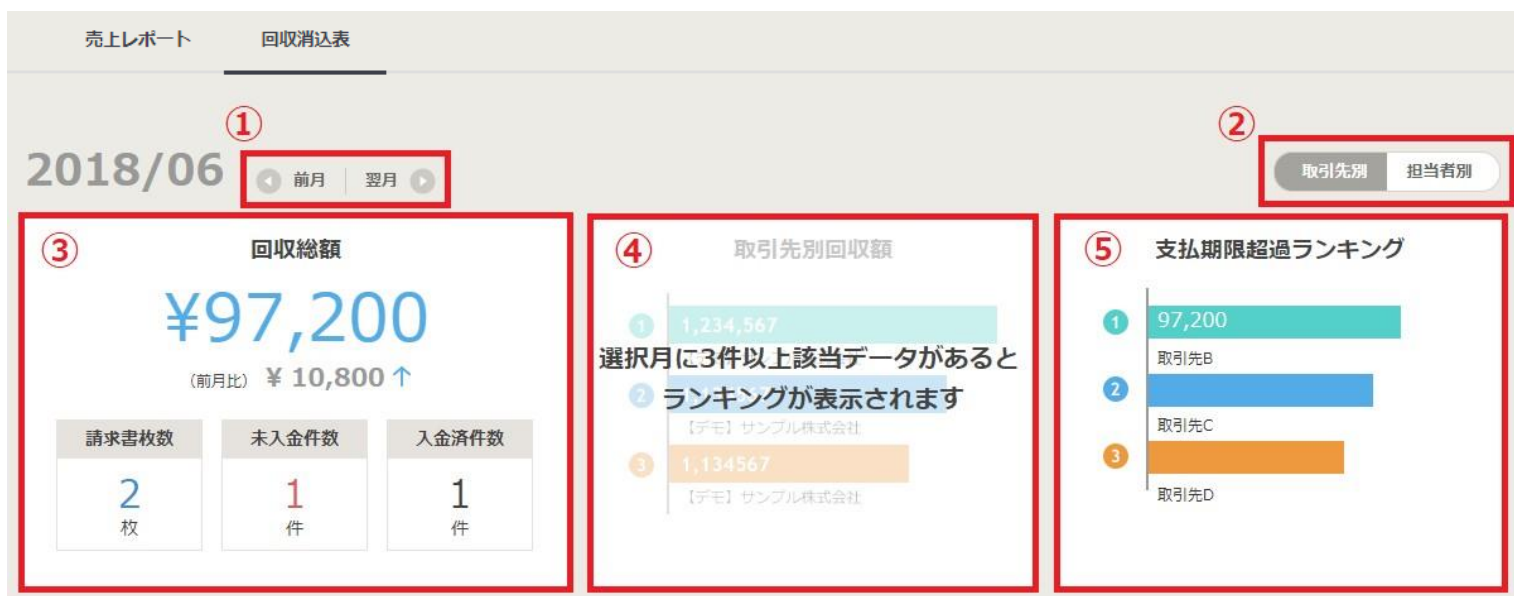 売上レポート 回収消込表
① ②
2018/06 前月 翌月 取引先別 担当者別
③ 回収総額
¥97,200
(前月比) ¥ 10,800 ↑
請求書枚数 未入金件数 入金済件数
2 1 1
枚 件 件
④ 取引先別回収額
1 1,234,567
選択月に3件以上該当データがあると
ランキングが表示されます
2
【デモ】サンプル株式会社
3 1,134567
【デモ】サンプル株式会社
⑤ 支払期限超過ランキング
1 97,200
取引先B
2
取引先C
3
取引先D